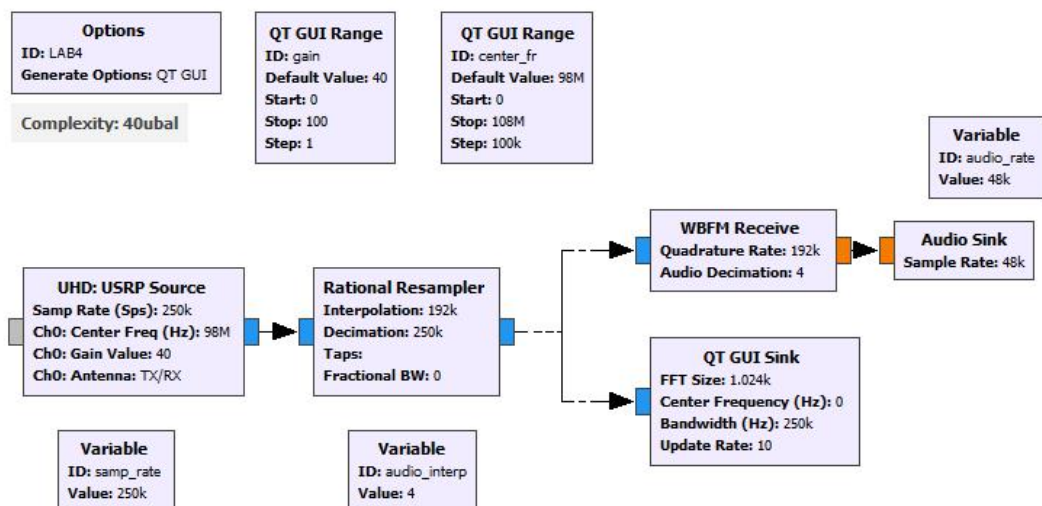 Options
ID: LAB4
Generate Options: QT GUI
Complexity: 40ubal
QT GUI Range
ID: gain
Default Value: 40
Start: 0
Stop: 100
Step: 1
QT GUI Range
ID: center_fr
Default Value: 98M
Start: 0
Stop: 108M
Step: 100k
Variable
ID: audio_rate
Value: 48k
UHD: USRP Source
Samp Rate (Sps): 250k
Ch0: Center Freq (Hz): 98M
Ch0: Gain Value: 40
Ch0: Antenna: TX/RX
Rational Resampler
Interpolation: 192k
Decimation: 250k
Taps:
Fractional BW: 0
WBFM Receive
Quadrature Rate: 192k
Audio Decimation: 4
Audio Sink
Sample Rate: 48k
QT GUI Sink
FFT Size: 1.024k
Center Frequency (Hz): 0
Bandwidth (Hz): 250k
Update Rate: 10
Variable
ID: samp_rate
Value: 250k
Variable
ID: audio_interp
Value: 4